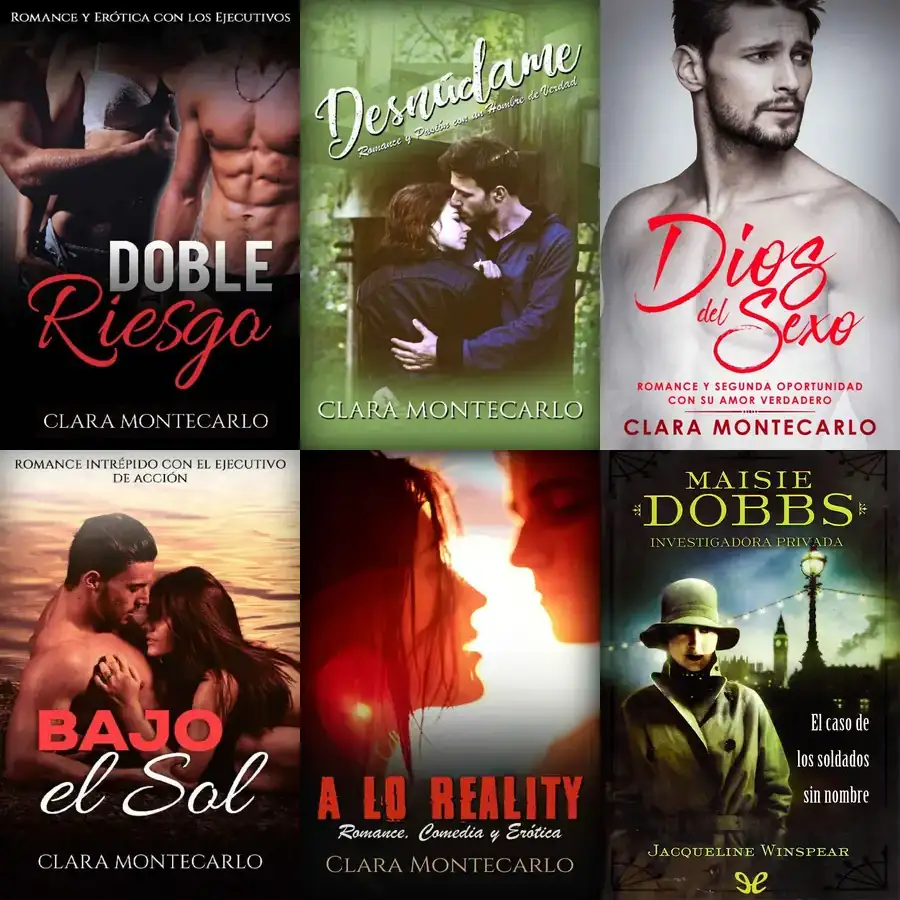 ROMANCE Y ERÓTICA CON LOS EJECUTIVOS
DOBLE
Riesgo
CLARA MONTECARLO
Desnúdame
Romance y Pasión con un Hombre de Verdad
CLARA MONTECARLO
Dios
del Sexo
ROMANCE Y SEGUNDA OPORTUNIDAD
CON SU AMOR VERDADERO
CLARA MONTECARLO
ROMANCE INTRÉPIDO CON EL EJECUTIVO
DE ACCIÓN
BAJO
el Sol
CLARA MONTECARLO
A LO REALITY
Romance, Comedia y Erótica
CLARA MONTECARLO
MAISIE
DOBBS
INVESTIGADORA PRIVADA
El caso de
los soldados
sin nombre
JACQUELINE WINSPEAR